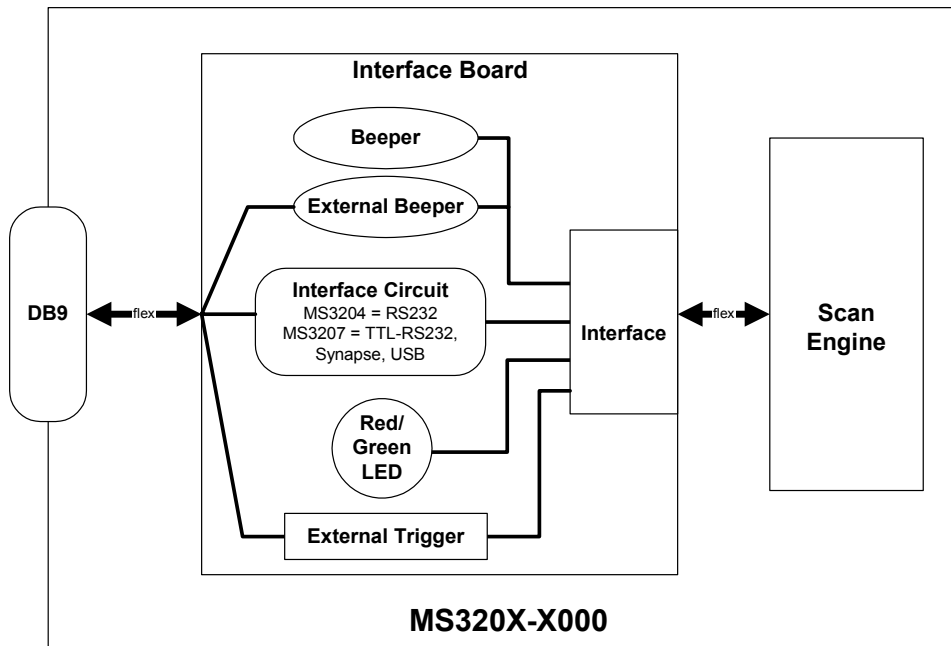 Interface Board
Beeper
External Beeper
DB9
flex
Interface Circuit
MS3204 = RS232
MS3207 = TTL-RS232,
Synapse, USB
Interface
flex
Scan
Engine
Red/
Green
LED
External Trigger
MS320X-X000